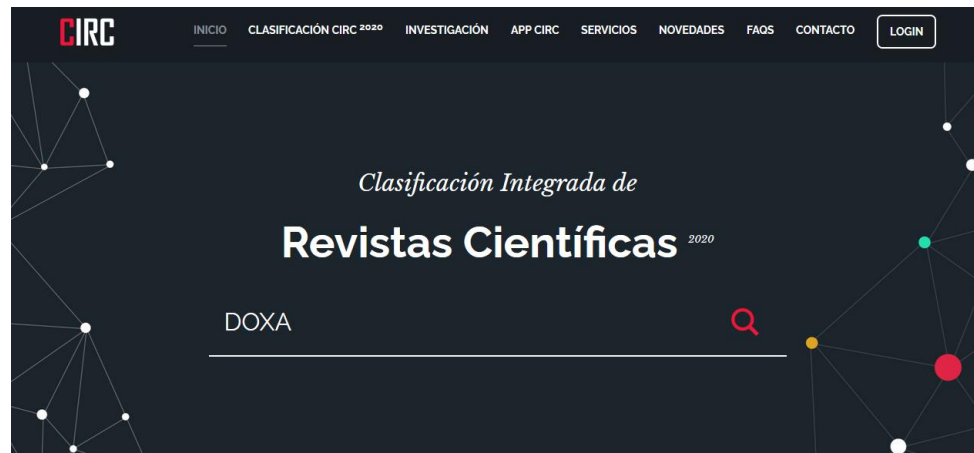 CIRC INICIO CLASIFICACIÓN CIRC 2020 INVESTIGACIÓN APP CIRC SERVICIOS NOVEDADES FAQS CONTACTO LOGIN
Clasificación Integrada de
Revistas Científicas 2020
DOXA